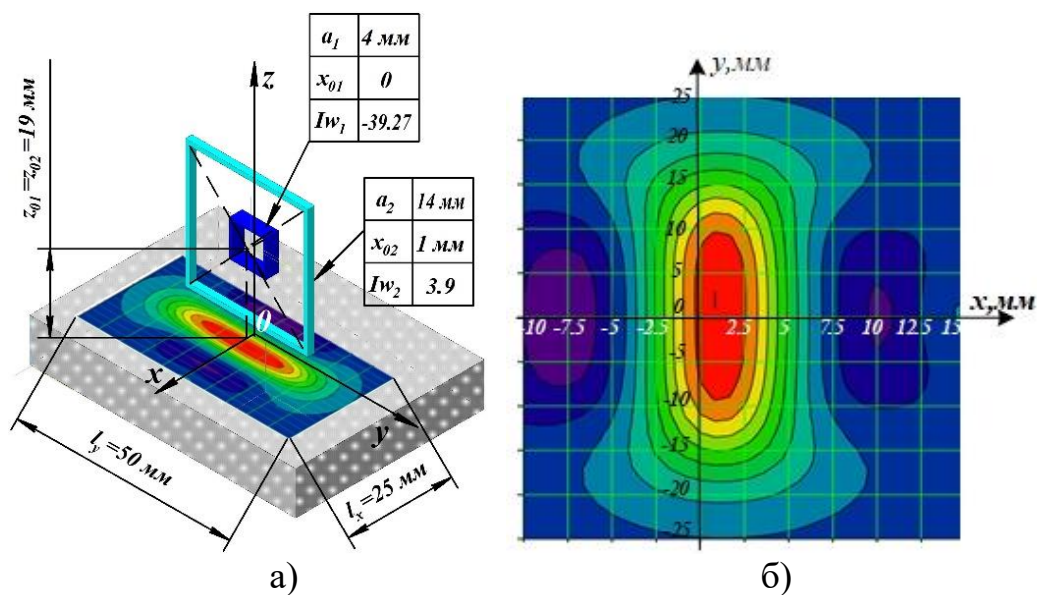 a₁ 4 мм
x₀₁ 0
Iw₁ -39.27
a₂ 14 мм
x₀₂ 1 мм
Iw₂ 3.9
z₀₁=z₀₂=19 мм
z
0
x
y
l_y=50 мм
l_x=25 мм
а)
y,мм
25
20
15
10
5
0
x,мм
-10 -7.5 -5 -2.5 2.5 5 7.5 10 12.5 15
-5
-10
-15
-20
-25
б)